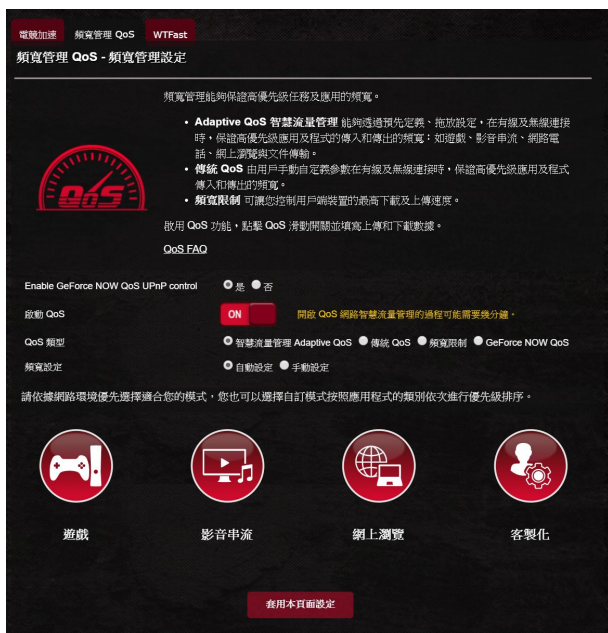 電競加速 頻寬管理 QoS WTFast
頻寬管理 QoS - 頻寬管理設定
頻寬管理能夠保證高優先級任務及應用的頻寬。
• Adaptive QoS 智慧流量管理 能夠透過預先定義、拖放設定，在有線及無線連接
時，保證高優先級應用及程式的傳入和傳出的頻寬；如遊戲、影音串流、網路電
話、網上瀏覽與文件傳輸。
• 傳統 QoS 由用戶手動自定義參數在有線及無線連接時，保證高優先級應用及程式
傳入和傳出的頻寬。
• 頻寬限制 可讓您控制用戶端裝置的最高下載及上傳速度。
QoS
啟用 QoS 功能，點擊 QoS 滑動開關並填寫上傳和下載數據。
QoS FAQ
Enable GeForce NOW QoS UPnP control 是 否
啟動 QoS ON 開啟 QoS 網路智慧流量管理的過程可能需要幾分鐘。
QoS 類型 智慧流量管理 Adaptive QoS 傳統 QoS 頻寬限制 GeForce NOW QoS
頻寬設定 自動設定 手動設定
請依據網路環境優先選擇適合您的模式，您也可以選擇自訂模式按照應用程式的類別依次進行優先級排序。
遊戲 影音串流 網上瀏覽 客製化
套用本頁面設定